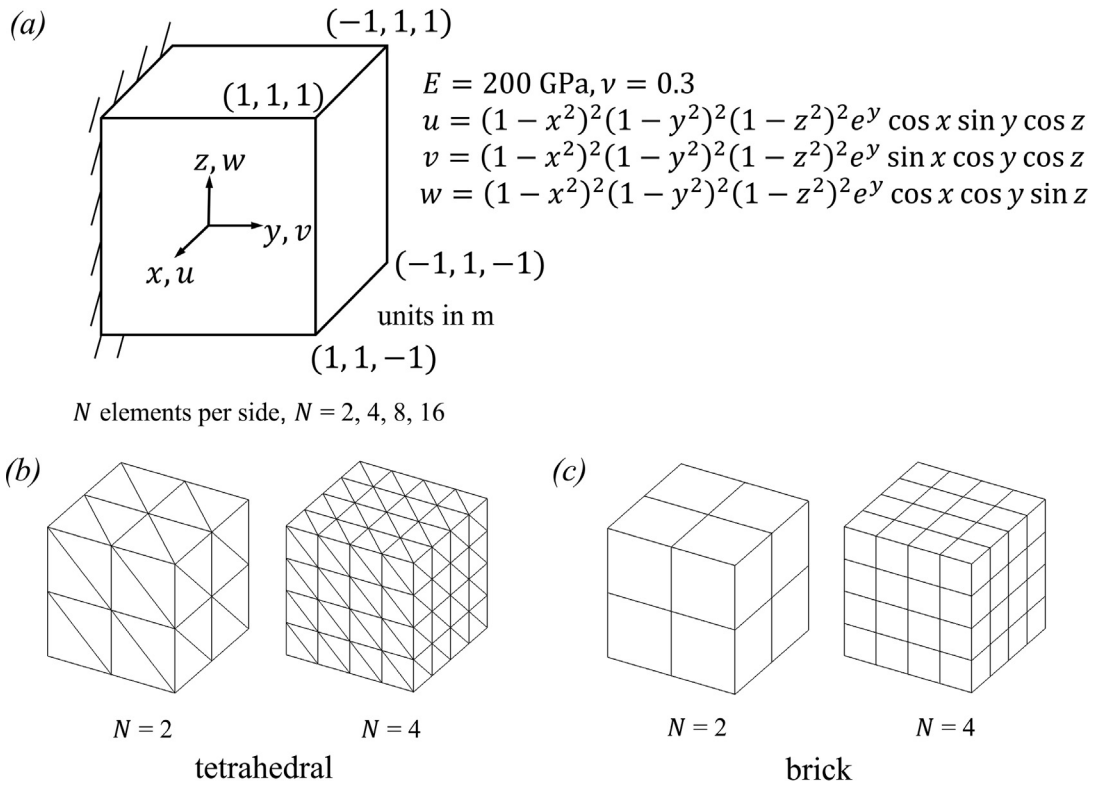 (a)
(−1, 1, 1)
(1, 1, 1)
E = 200 GPa, ν = 0.3
u = (1 − x²)²(1 − y²)²(1 − z²)²eʸ cos x sin y cos z
v = (1 − x²)²(1 − y²)²(1 − z²)²eʸ sin x cos y cos z
w = (1 − x²)²(1 − y²)²(1 − z²)²eʸ cos x cos y sin z
z, w
y, v
x, u
(−1, 1, −1)
units in m
(1, 1, −1)
N elements per side, N = 2, 4, 8, 16
(b)
(c)
N = 2
N = 4
N = 2
N = 4
tetrahedral
brick